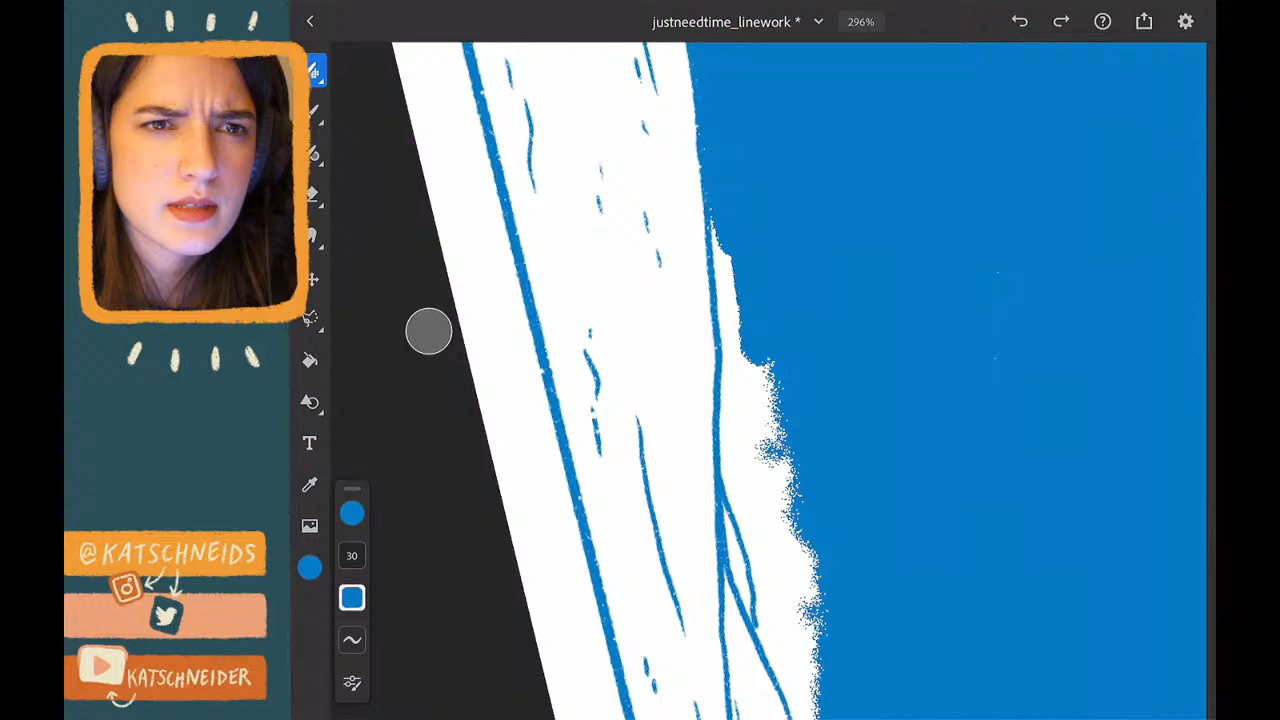 justneedtime_linework *
296%
T
30
@KATSCHNEIDS
KATSCHNEIDER